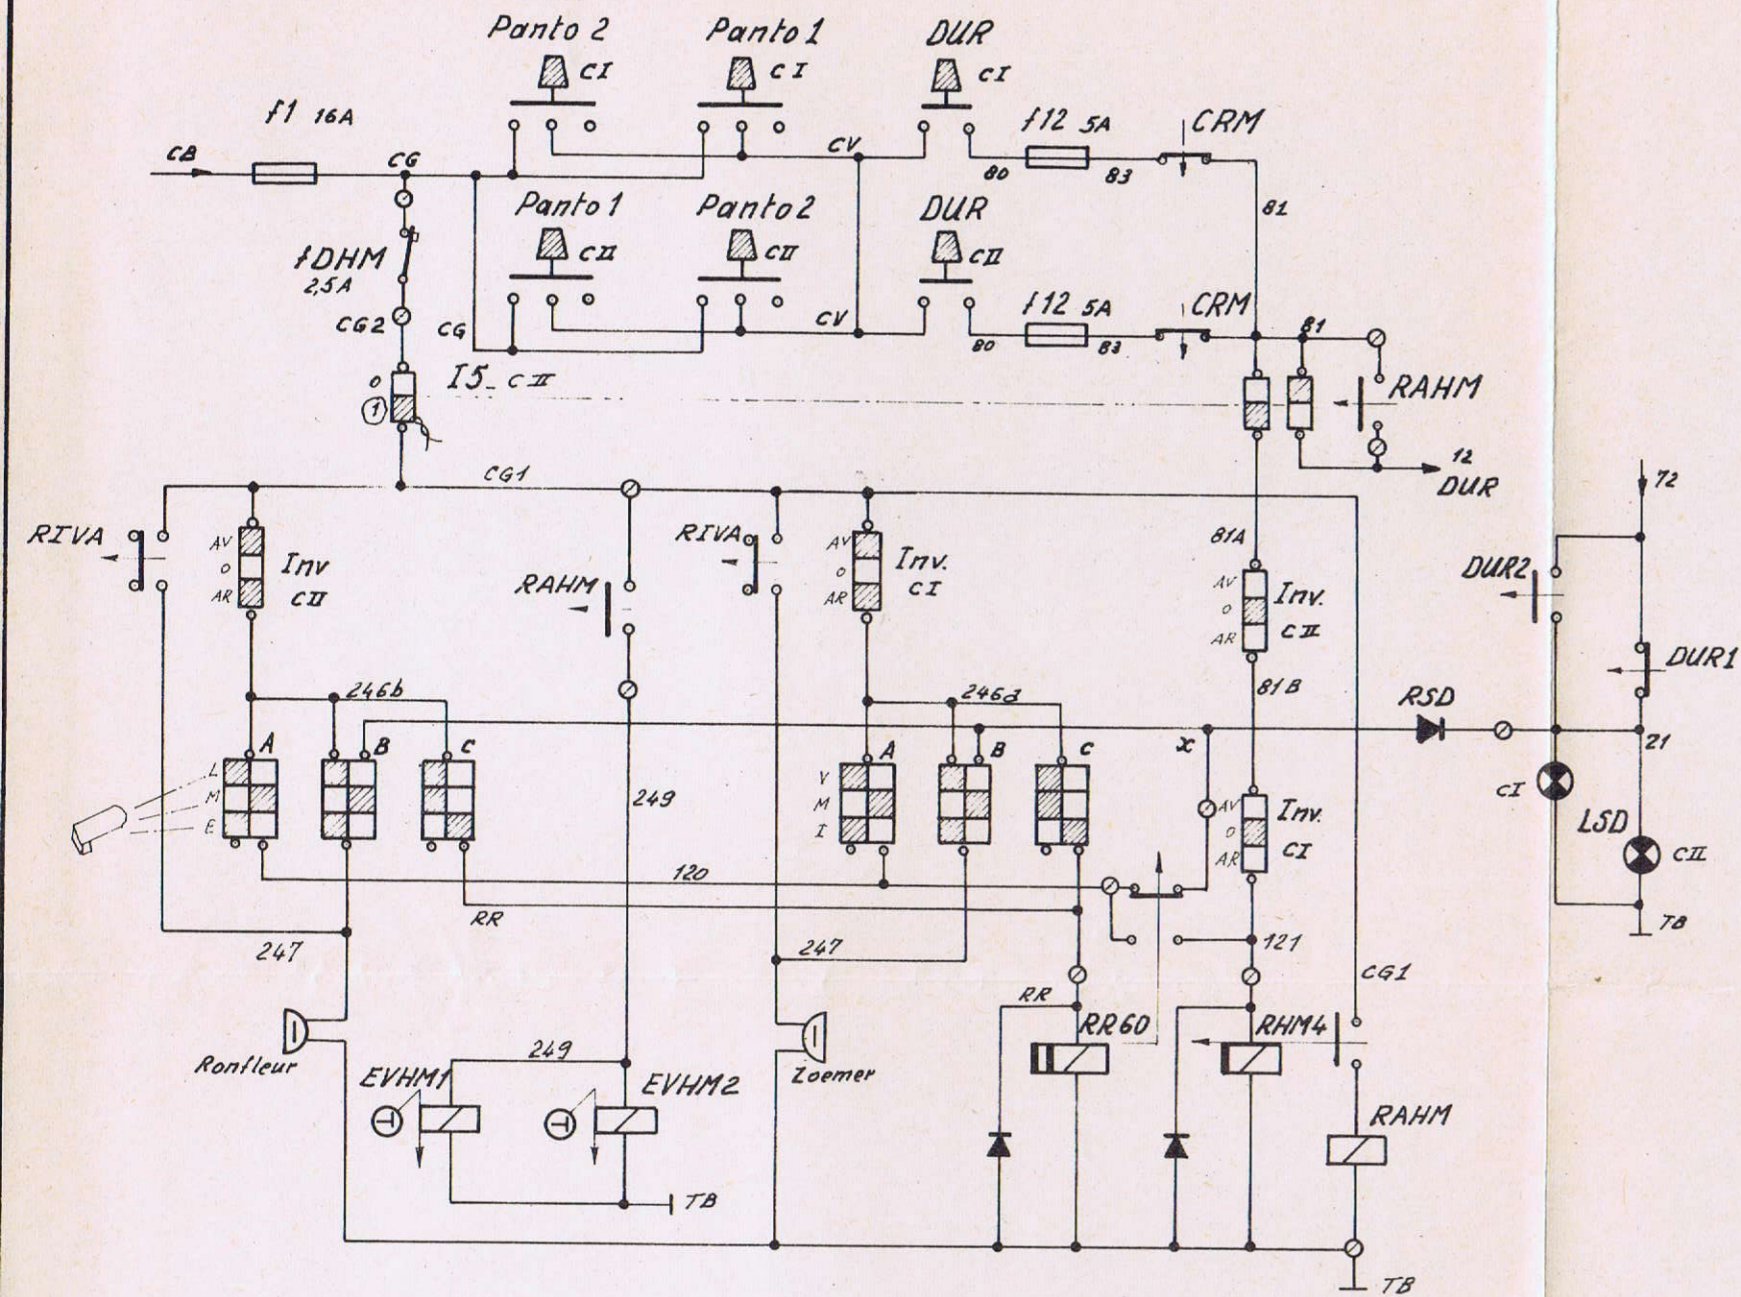 Panto 2
Panto 1
DUR
CI
CI
CI
f1 16A
f12 5A
CRM
CB
CG
CV
80
83
81
Panto 1
Panto 2
DUR
CII
CII
CII
fDHM
2,5A
CG2
CG
CV
f12 5A
CRM
80
83
81
I5_ CII
0
1
RAHM
12
DUR
72
CG1
RIVA
AV
0
AR
Inv
CII
RAHM
RIVA
AV
0
AR
Inv.
CI
81A
AV
0
AR
Inv.
CII
DUR2
DUR1
246b
246a
81B
RSD
A
B
C
A
B
C
x
21
L
M
E
249
V
M
I
AV
0
AR
Inv.
CI
CI
LSD
CII
120
RR
247
247
121
TB
CG1
RR
RR60
RHM4
Ronfleur
249
Zoemer
EVHM1
EVHM2
RAHM
TB
TB